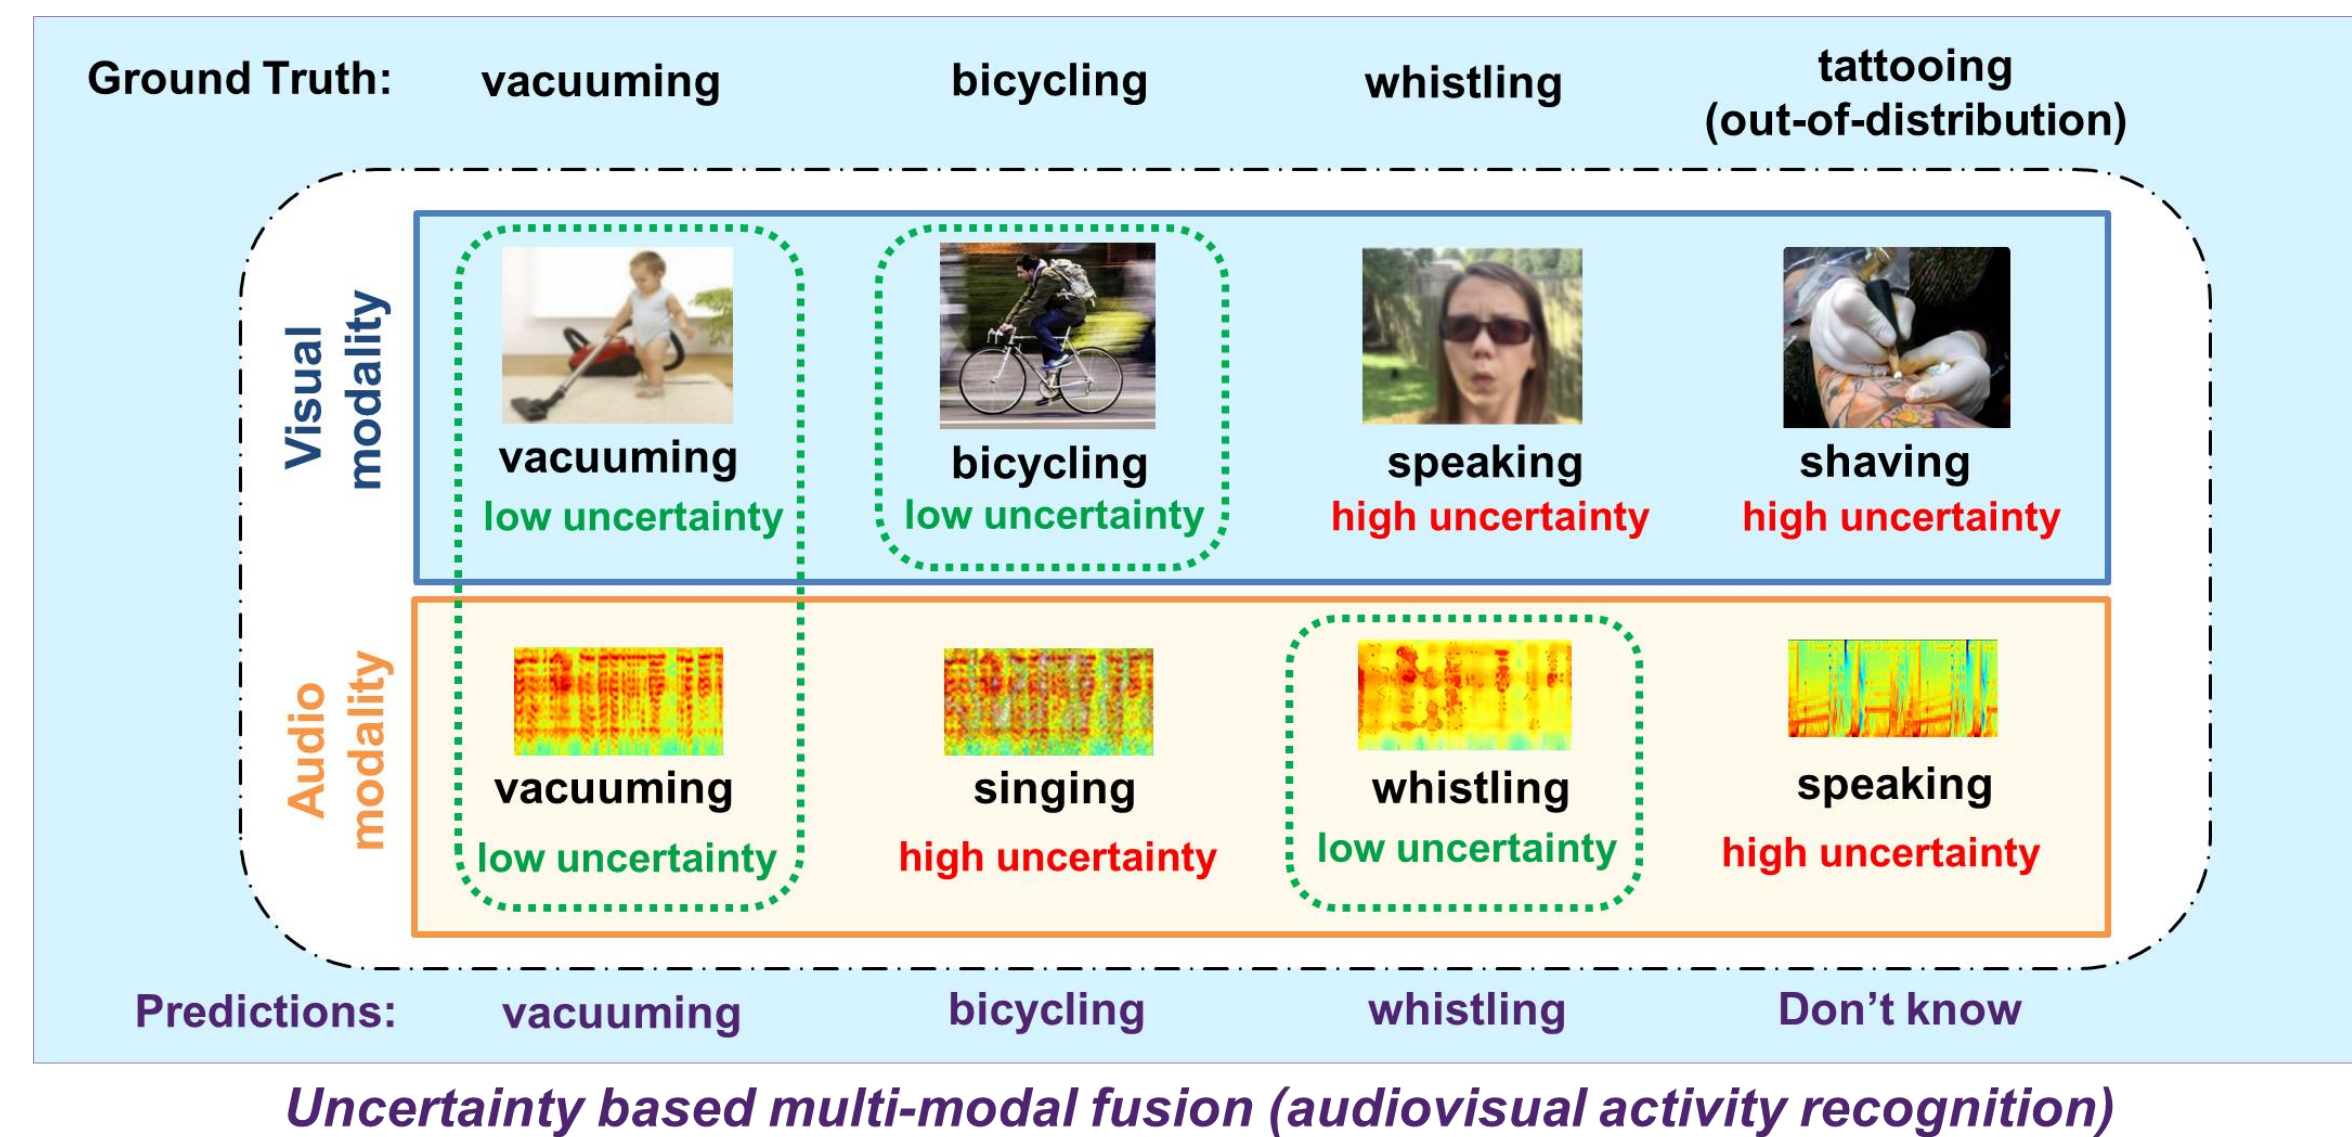 Ground Truth:
vacuuming
bicycling
whistling
tattooing
(out-of-distribution)
Visual
modality
vacuuming
low uncertainty
bicycling
low uncertainty
speaking
high uncertainty
shaving
high uncertainty
Audio
modality
vacuuming
low uncertainty
singing
high uncertainty
whistling
low uncertainty
speaking
high uncertainty
Predictions:
vacuuming
bicycling
whistling
Don’t know
Uncertainty based multi-modal fusion (audiovisual activity recognition)